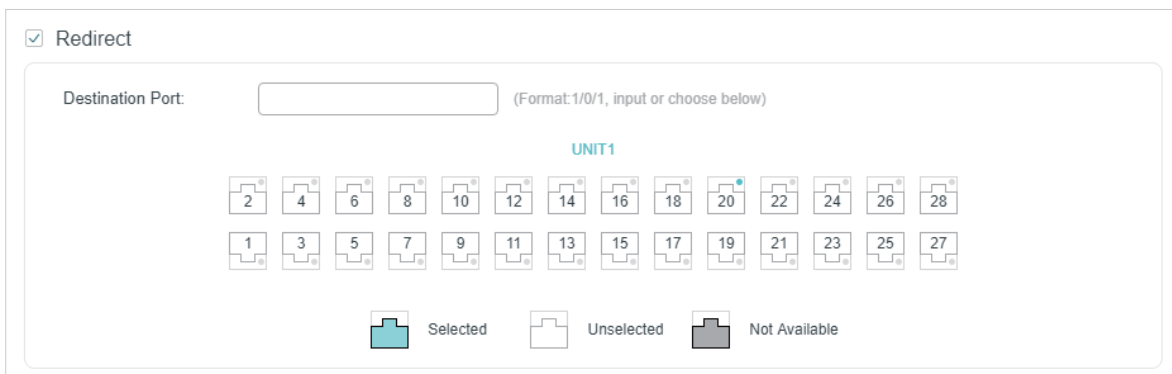 Redirect
Destination Port: (Format:1/0/1, input or choose below)
UNIT1
2 4 6 8 10 12 14 16 18 20 22 24 26 28
1 3 5 7 9 11 13 15 17 19 21 23 25 27
Selected Unselected Not Available